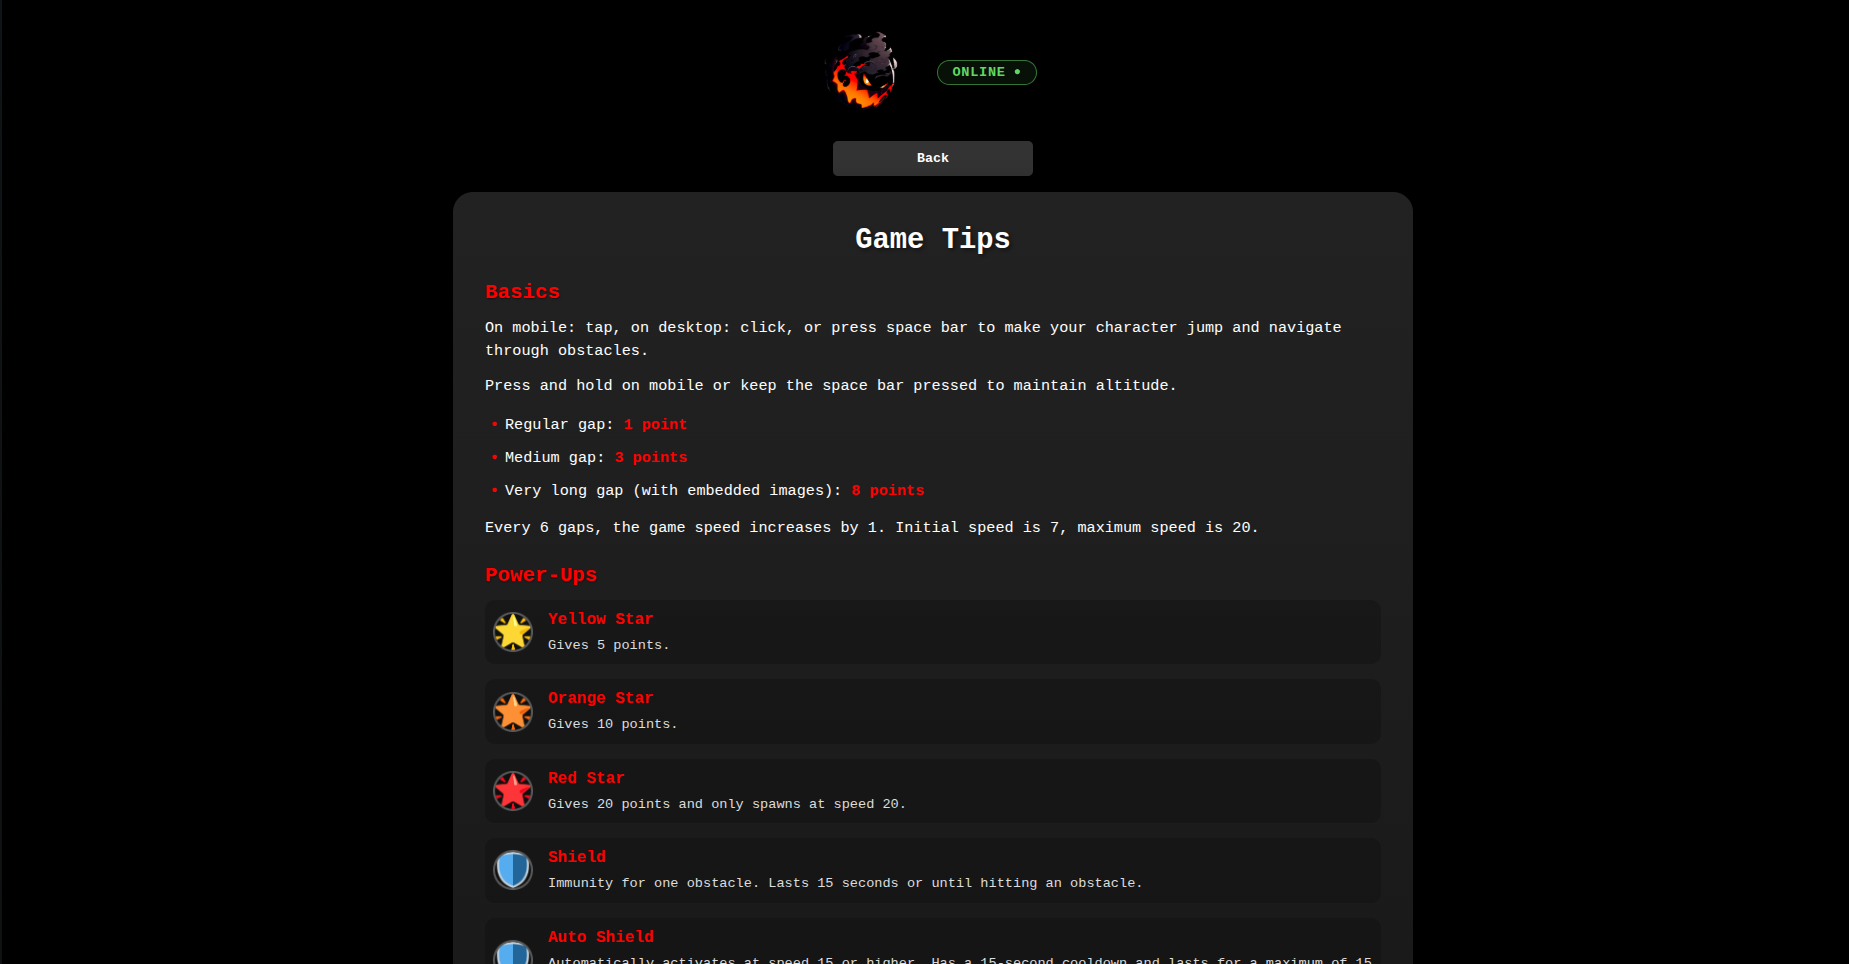 ONLINE ●
Back
Game Tips
Basics
On mobile: tap, on desktop: click, or press space bar to make your character jump and navigate
through obstacles.
Press and hold on mobile or keep the space bar pressed to maintain altitude.
• Regular gap: 1 point
• Medium gap: 3 points
• Very long gap (with embedded images): 8 points
Every 6 gaps, the game speed increases by 1. Initial speed is 7, maximum speed is 20.
Power-Ups
Yellow Star
Gives 5 points.
Orange Star
Gives 10 points.
Red Star
Gives 20 points and only spawns at speed 20.
Shield
Immunity for one obstacle. Lasts 15 seconds or until hitting an obstacle.
Auto Shield
Automatically activates at speed 15 or higher. Has a 15-second cooldown and lasts for a maximum of 15